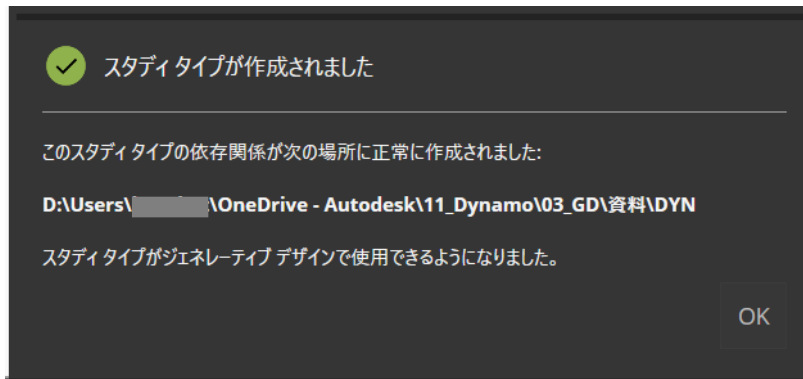 スタディ タイプが作成されました
このスタディ タイプの依存関係が次の場所に正常に作成されました:
D:\Users\ \OneDrive - Autodesk\11_Dynamo\03_GD\資料\DYN
スタディ タイプがジェネレーティブ デザインで使用できるようになりました。
OK